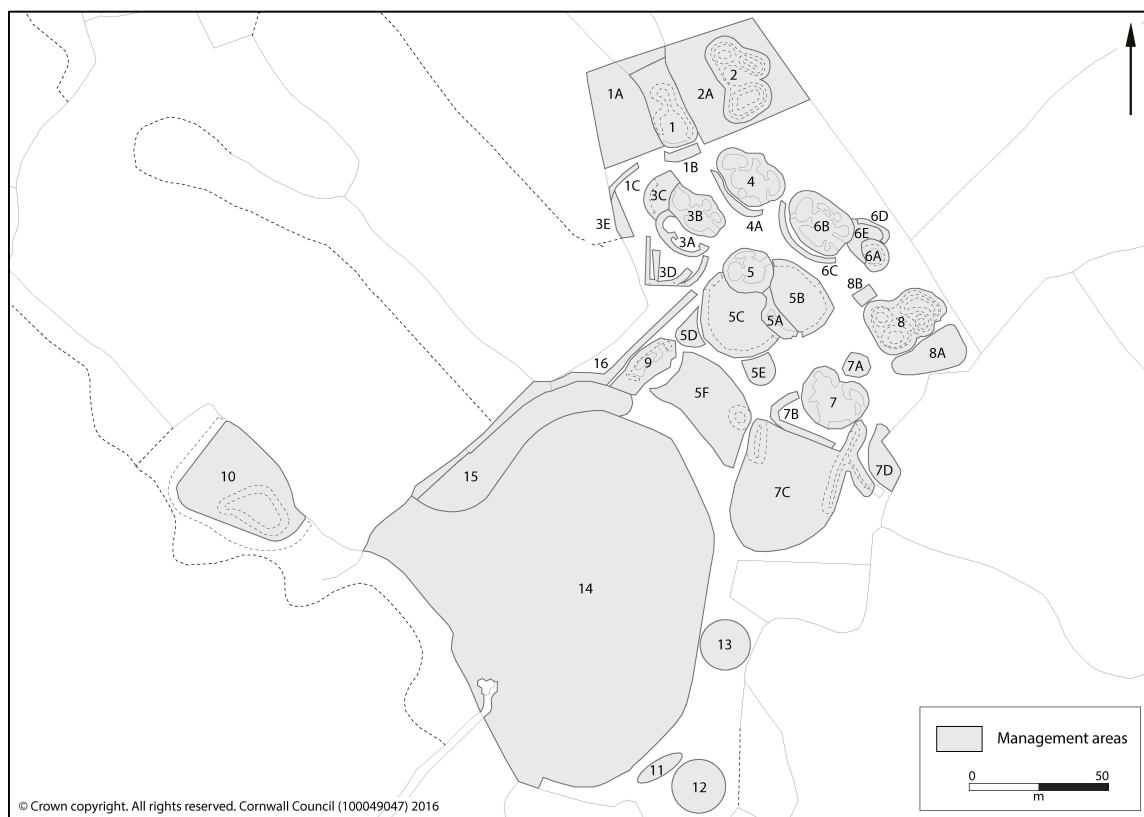 1A
2A
2
1
1B
4
1C
3C
3B
3E
4A
6D
6B
6E
3A
6A
3D
5
6C
8B
5B
5C
5A
8
5D
16
9
8A
5E
7A
5F
7
7B
7D
10
15
7C
14
13
11
12
Management areas
0 50
m
© Crown copyright. All rights reserved. Cornwall Council (100049047) 2016